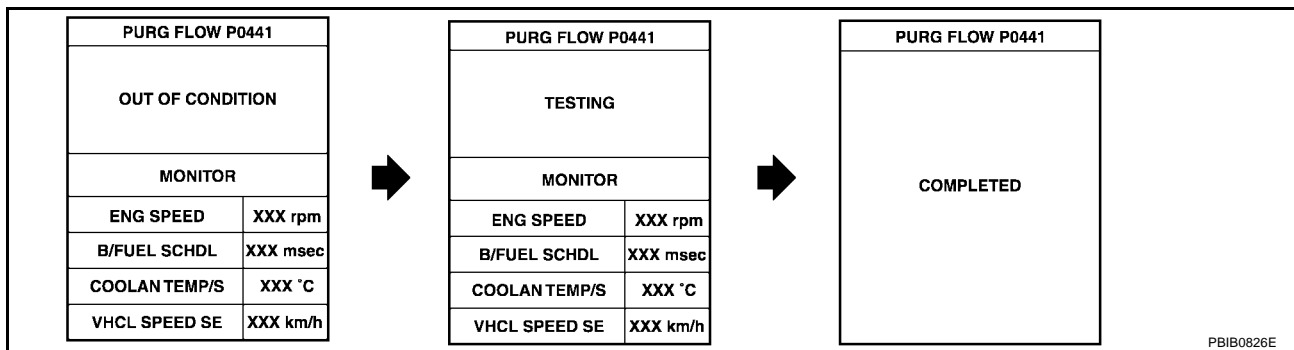 PURG FLOW P0441
OUT OF CONDITION
MONITOR
ENG SPEED XXX rpm
B/FUEL SCHDL XXX msec
COOLAN TEMP/S XXX °C
VHCL SPEED SE XXX km/h
PURG FLOW P0441
TESTING
MONITOR
ENG SPEED XXX rpm
B/FUEL SCHDL XXX msec
COOLAN TEMP/S XXX °C
VHCL SPEED SE XXX km/h
PURG FLOW P0441
COMPLETED
PBIB0826E